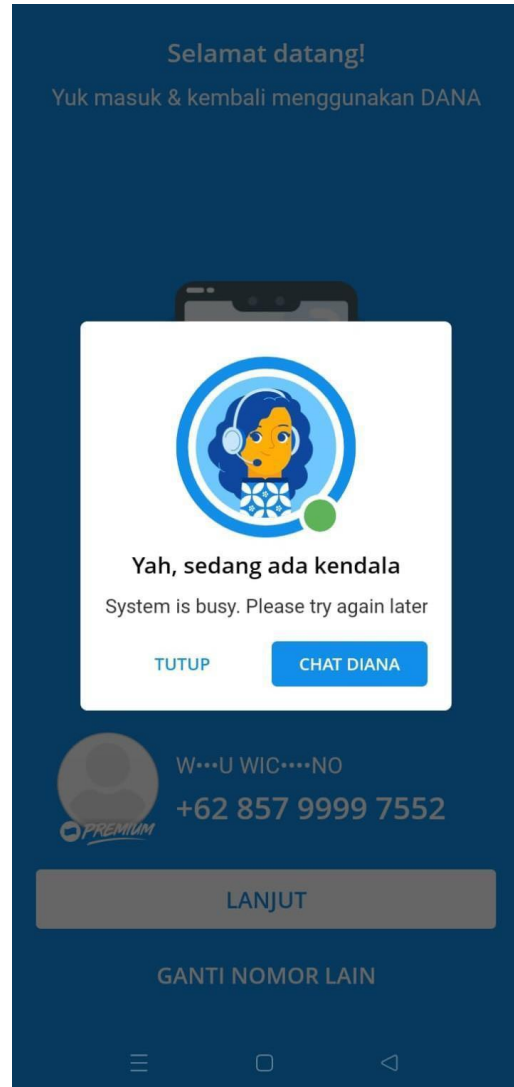 Selamat datang!
Yuk masuk & kembali menggunakan DANA
Yah, sedang ada kendala
System is busy. Please try again later
TUTUP
CHAT DIANA
W•••U WIC••••NO
PREMIUM
+62 857 9999 7552
LANJUT
GANTI NOMOR LAIN